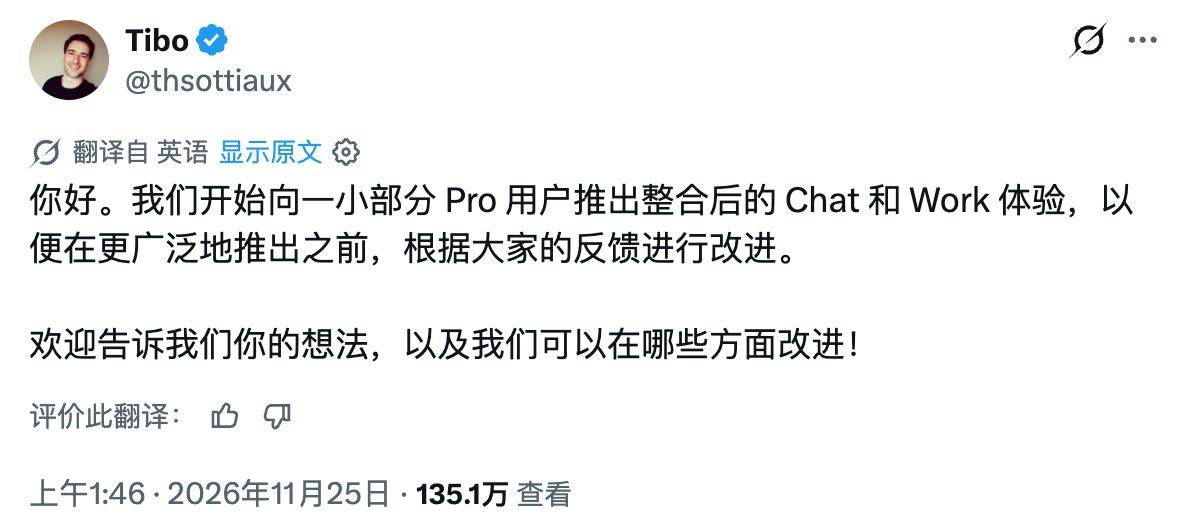 Tibo
@thsottiaux
翻译自 英语 显示原文
你好。我们开始向一小部分 Pro 用户推出整合后的 Chat 和 Work 体验，以
便在更广泛地推出之前，根据大家的反馈进行改进。
欢迎告诉我们你的想法，以及我们可以在哪些方面改进！
评价此翻译：
上午1:46 · 2026年11月25日 · 135.1万 查看